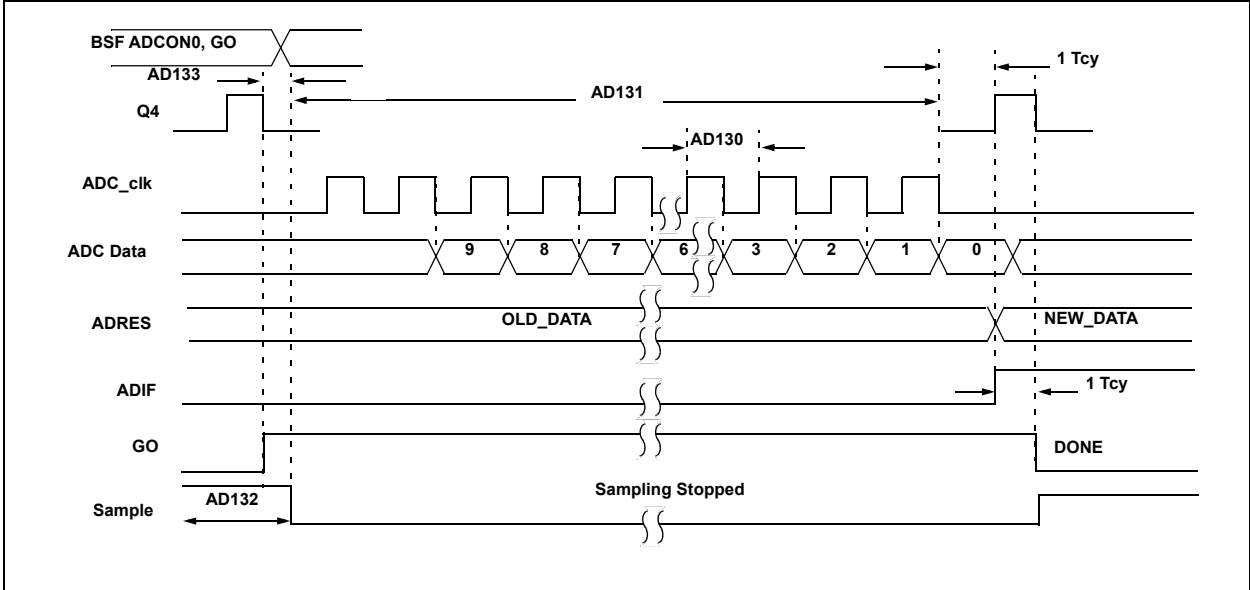 BSF ADCON0, GO
AD133
1 Tcy
AD131
Q4
AD130
ADC_clk
ADC Data
9 8 7 6 3 2 1 0
ADRES
OLD_DATA
NEW_DATA
ADIF
1 Tcy
GO
DONE
Sample
AD132
Sampling Stopped